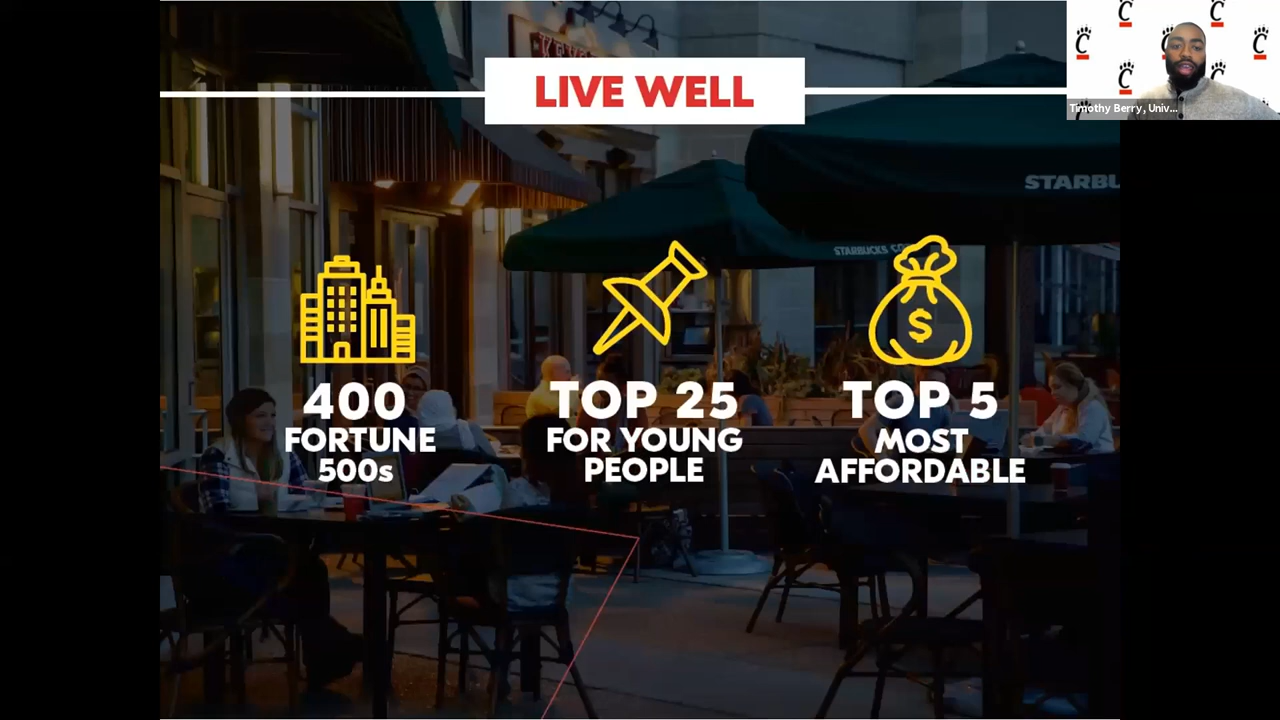 LIVE WELL
Timothy Berry, Univ...
STARBU
STARBUCKS
$
400
FORTUNE
500s
TOP 25
FOR YOUNG
PEOPLE
TOP 5
MOST
AFFORDABLE